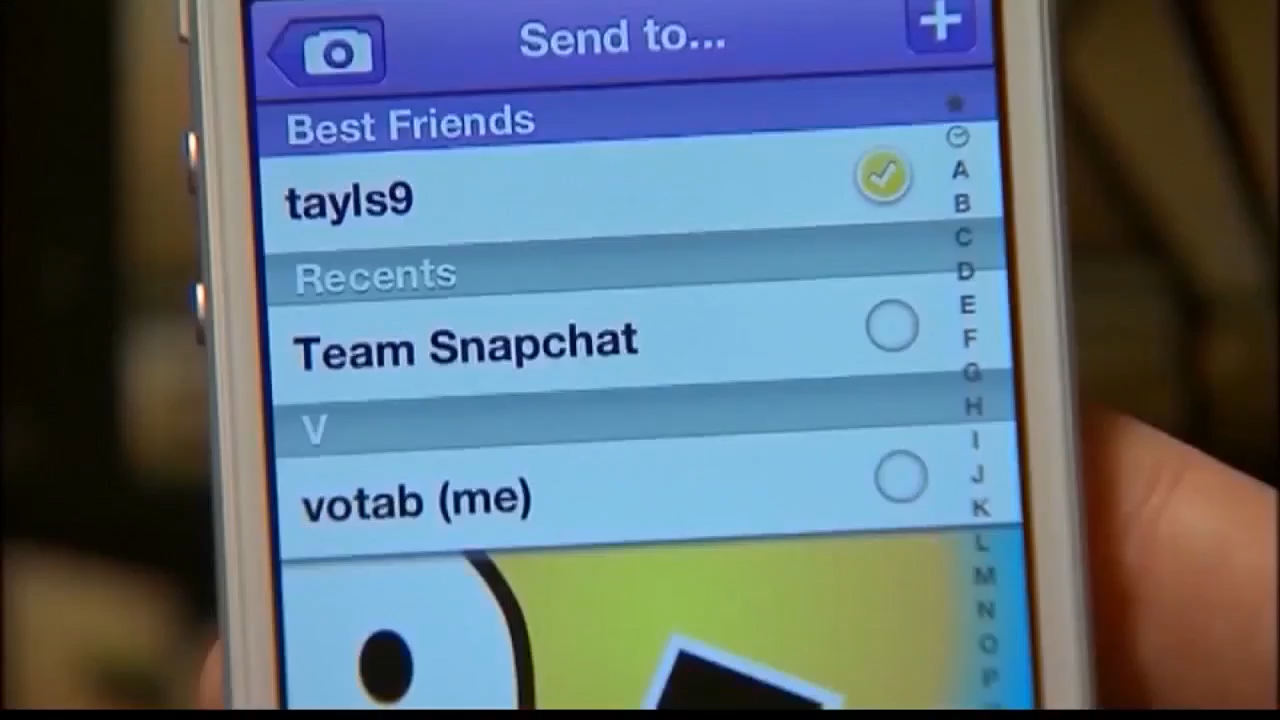 Send to...
Best Friends
tayls9
Recents
Team Snapchat
V
votab (me)
A
B
C
D
E
F
G
H
I
J
K
L
M
N
O
P